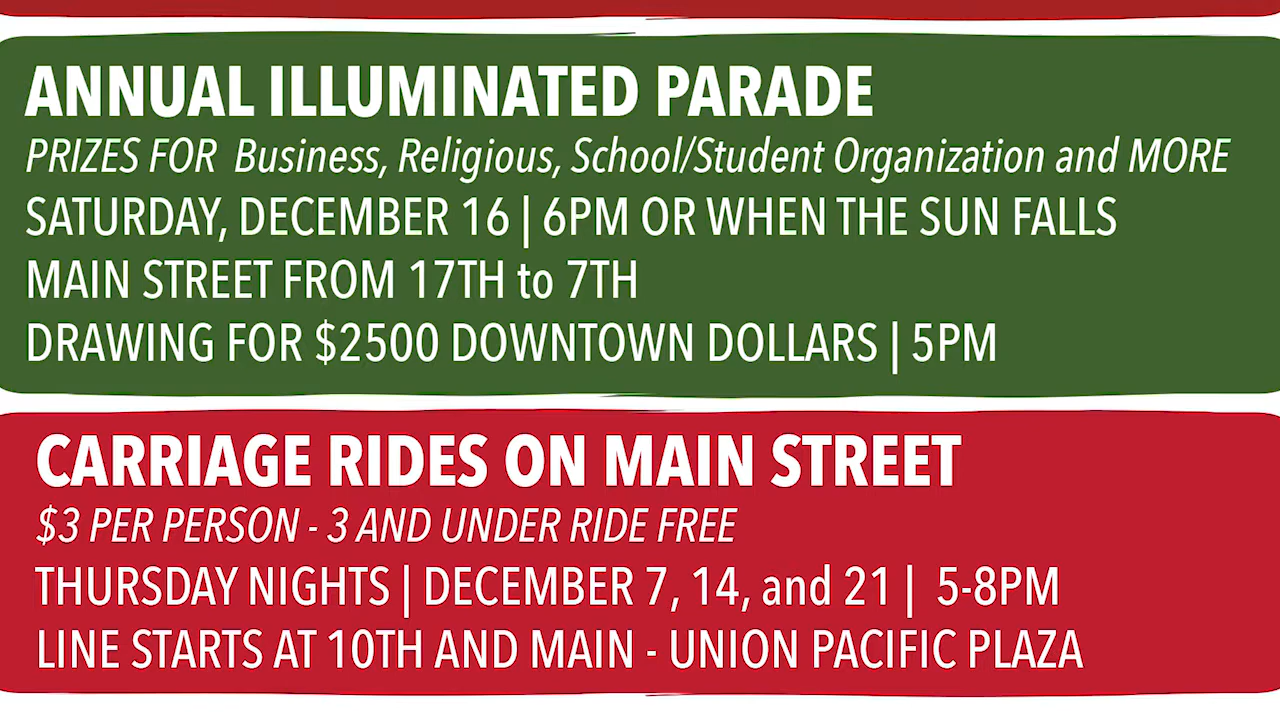 ANNUAL ILLUMINATED PARADE
PRIZES FOR Business, Religious, School/Student Organization and MORE
SATURDAY, DECEMBER 16 | 6PM OR WHEN THE SUN FALLS
MAIN STREET FROM 17TH to 7TH
DRAWING FOR $2500 DOWNTOWN DOLLARS | 5PM
CARRIAGE RIDES ON MAIN STREET
$3 PER PERSON - 3 AND UNDER RIDE FREE
THURSDAY NIGHTS | DECEMBER 7, 14, and 21 | 5-8PM
LINE STARTS AT 10TH AND MAIN - UNION PACIFIC PLAZA